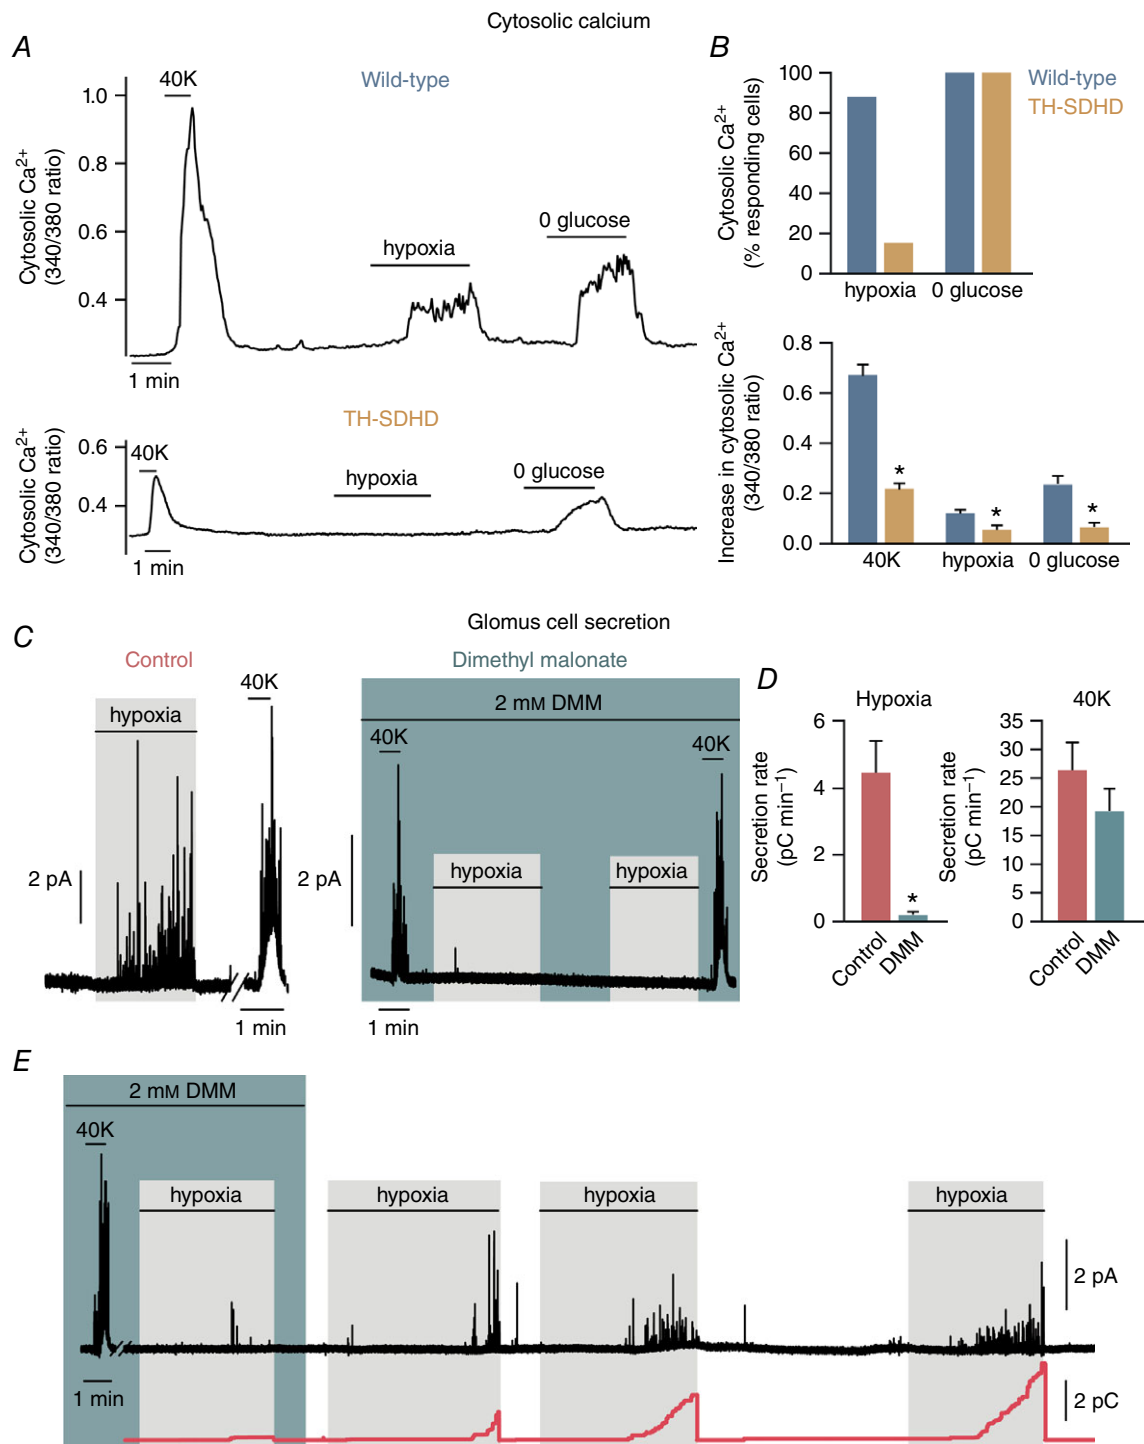 Cytosolic calcium
A
Wild-type
40K
hypoxia
0 glucose
1.0
0.8
0.6
0.4
Cytosolic Ca²⁺
(340/380 ratio)
1 min
TH-SDHD
40K
hypoxia
0 glucose
0.6
0.4
Cytosolic Ca²⁺
(340/380 ratio)
1 min
B
Wild-type
TH-SDHD
100
80
60
40
20
0
Cytosolic Ca²⁺
(% responding cells)
hypoxia 0 glucose
0.8
0.6
0.4
0.2
0.0
Increase in cytosolic Ca²⁺
(340/380 ratio)
*
*
*
40K hypoxia 0 glucose
Glomus cell secretion
C
Control
hypoxia
40K
2 pA
1 min
Dimethyl malonate
2 mM DMM
40K
40K
hypoxia
hypoxia
2 pA
1 min
D
Hypoxia
6
4
2
0
Secretion rate
(pC min⁻¹)
*
Control
DMM
40K
35
30
25
20
15
10
5
0
Secretion rate
(pC min⁻¹)
Control
DMM
E
2 mM DMM
40K
hypoxia
hypoxia
hypoxia
hypoxia
2 pA
1 min
2 pC